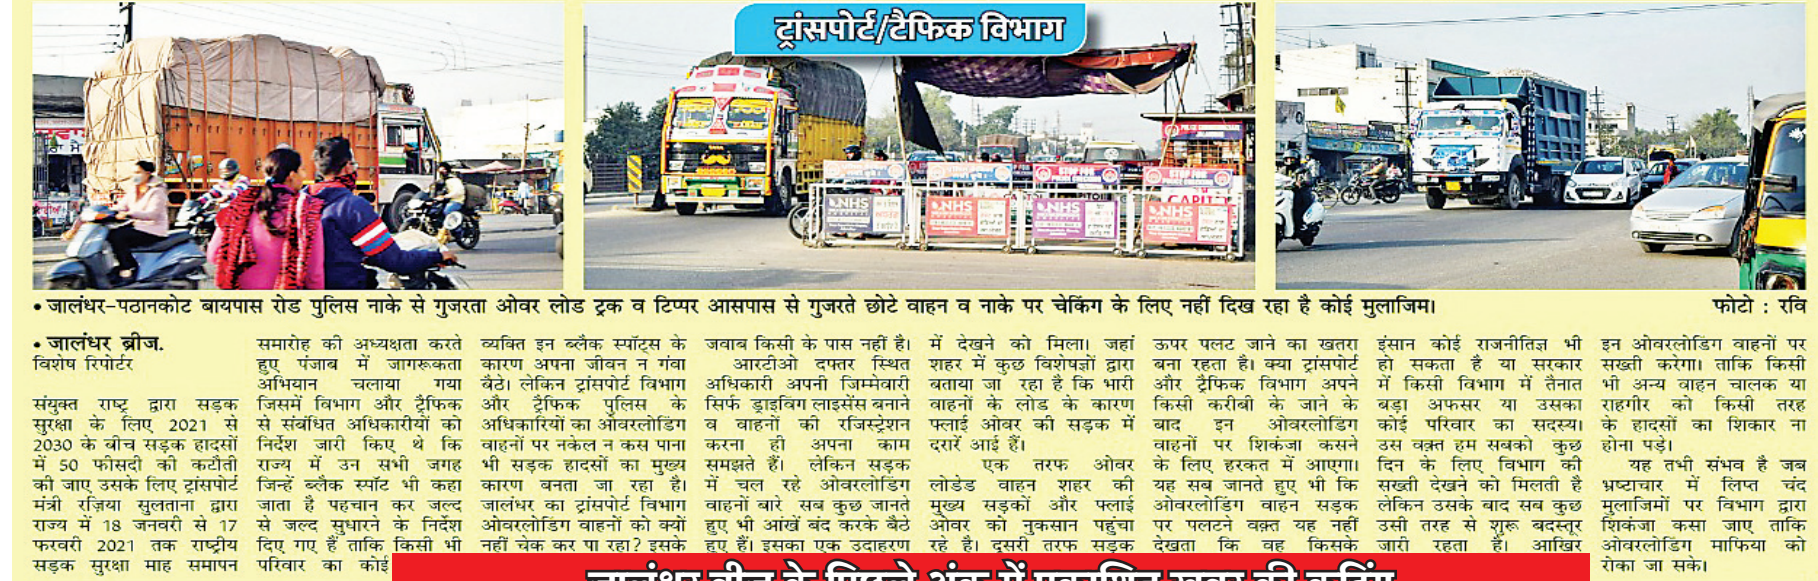 ट्रांसपोर्ट/टैफिक विभाग
• जालंधर-पठानकोट बायपास रोड पुलिस नाके से गुजरता ओवर लोड ट्रक व टिप्पर आसपास से गुजरते छोटे वाहन व नाके पर चेकिंग के लिए नहीं दिख रहा है कोई मुलाजिम।
फोटो : रवि
• जालंधर ब्रीज.
विशेष रिपोर्टर
संयुक्त राष्ट्र द्वारा सड़क
सुरक्षा के लिए 2021 से
2030 के बीच सड़क हादसों
में 50 फीसदी की कटौती
की जाए उसके लिए ट्रांसपोर्ट
मंत्री रज़िया सुलताना द्वारा
राज्य में 18 जनवरी से 17
फरवरी 2021 तक राष्ट्रीय
सड़क सुरक्षा माह समापन
समारोह की अध्यक्षता करते
हुए पंजाब में जागरूकता
अभियान चलाया गया
जिसमें विभाग और ट्रैफिक
से संबंधित अधिकारीयों को
निर्देश जारी किए थे कि
राज्य में उन सभी जगह
जिन्हें ब्लैक स्पॉट भी कहा
जाता है पहचान कर जल्द
से जल्द सुधारने के निर्देश
दिए गए हैं ताकि किसी भी
परिवार का कोई
व्यक्ति इन ब्लैक स्पॉट्स के
कारण अपना जीवन न गंवा
बैठे। लेकिन ट्रांसपोर्ट विभाग
और ट्रैफिक पुलिस के
अधिकारियों का ओवरलोडिंग
वाहनों पर नकेल न कस पाना
भी सड़क हादसों का मुख्य
कारण बनता जा रहा है।
जालंधर का ट्रांसपोर्ट विभाग
ओवरलोडिंग वाहनों को क्यों
नहीं चेक कर पा रहा? इसके
जवाब किसी के पास नहीं है।
आरटीओ दफ्तर स्थित
अधिकारी अपनी जिम्मेवारी
सिर्फ ड्राइविंग लाइसेंस बनाने
व वाहनों की रजिस्ट्रेशन
करना ही अपना काम
समझते हैं। लेकिन सड़क
में चल रहे ओवरलोडिंग
वाहनों बारे सब कुछ जानते
हुए भी आंखें बंद करके बैठे
हुए हैं। इसका एक उदाहरण
में देखने को मिला। जहां
शहर में कुछ विशेषज्ञों द्वारा
बताया जा रहा है कि भारी
वाहनों के लोड के कारण
फ्लाई ओवर की सड़क में
दरारें आई हैं।
एक तरफ ओवर
लोडेड वाहन शहर की
मुख्य सड़कों और फ्लाई
ओवर को नुकसान पहुंचा
रहे है। दूसरी तरफ सड़क
ऊपर पलट जाने का खतरा
बना रहता है। क्या ट्रांसपोर्ट
और ट्रैफिक विभाग अपने
किसी करीबी के जाने के
बाद इन ओवरलोडिंग
वाहनों पर शिकंजा कसने
के लिए हरकत में आएगा।
यह सब जानते हुए भी कि
ओवरलोडिंग वाहन सड़क
पर पलटने वक़्त यह नहीं
देखता कि वह किसके
इंसान कोई राजनीतिज्ञ भी
हो सकता है या सरकार
में किसी विभाग में तैनात
बड़ा अफसर या उसका
कोई परिवार का सदस्य।
उस वक़्त हम सबको कुछ
दिन के लिए विभाग की
सख्ती देखने को मिलती है
लेकिन उसके बाद सब कुछ
उसी तरह से शुरू बदस्तूर
जारी रहता है। आखिर
इन ओवरलोडिंग वाहनों पर
सख्ती करेगा। ताकि किसी
भी अन्य वाहन चालक या
राहगीर को किसी तरह
के हादसों का शिकार ना
होना पड़े।
यह तभी संभव है जब
भ्रष्टाचार में लिप्त चंद
मुलाजिमों पर विभाग द्वारा
शिकंजा कसा जाए ताकि
ओवरलोडिंग माफिया को
रोका जा सके।
जालंधर ब्रीज के पिछले अंक में प्रकाशित खबर की कटिंग